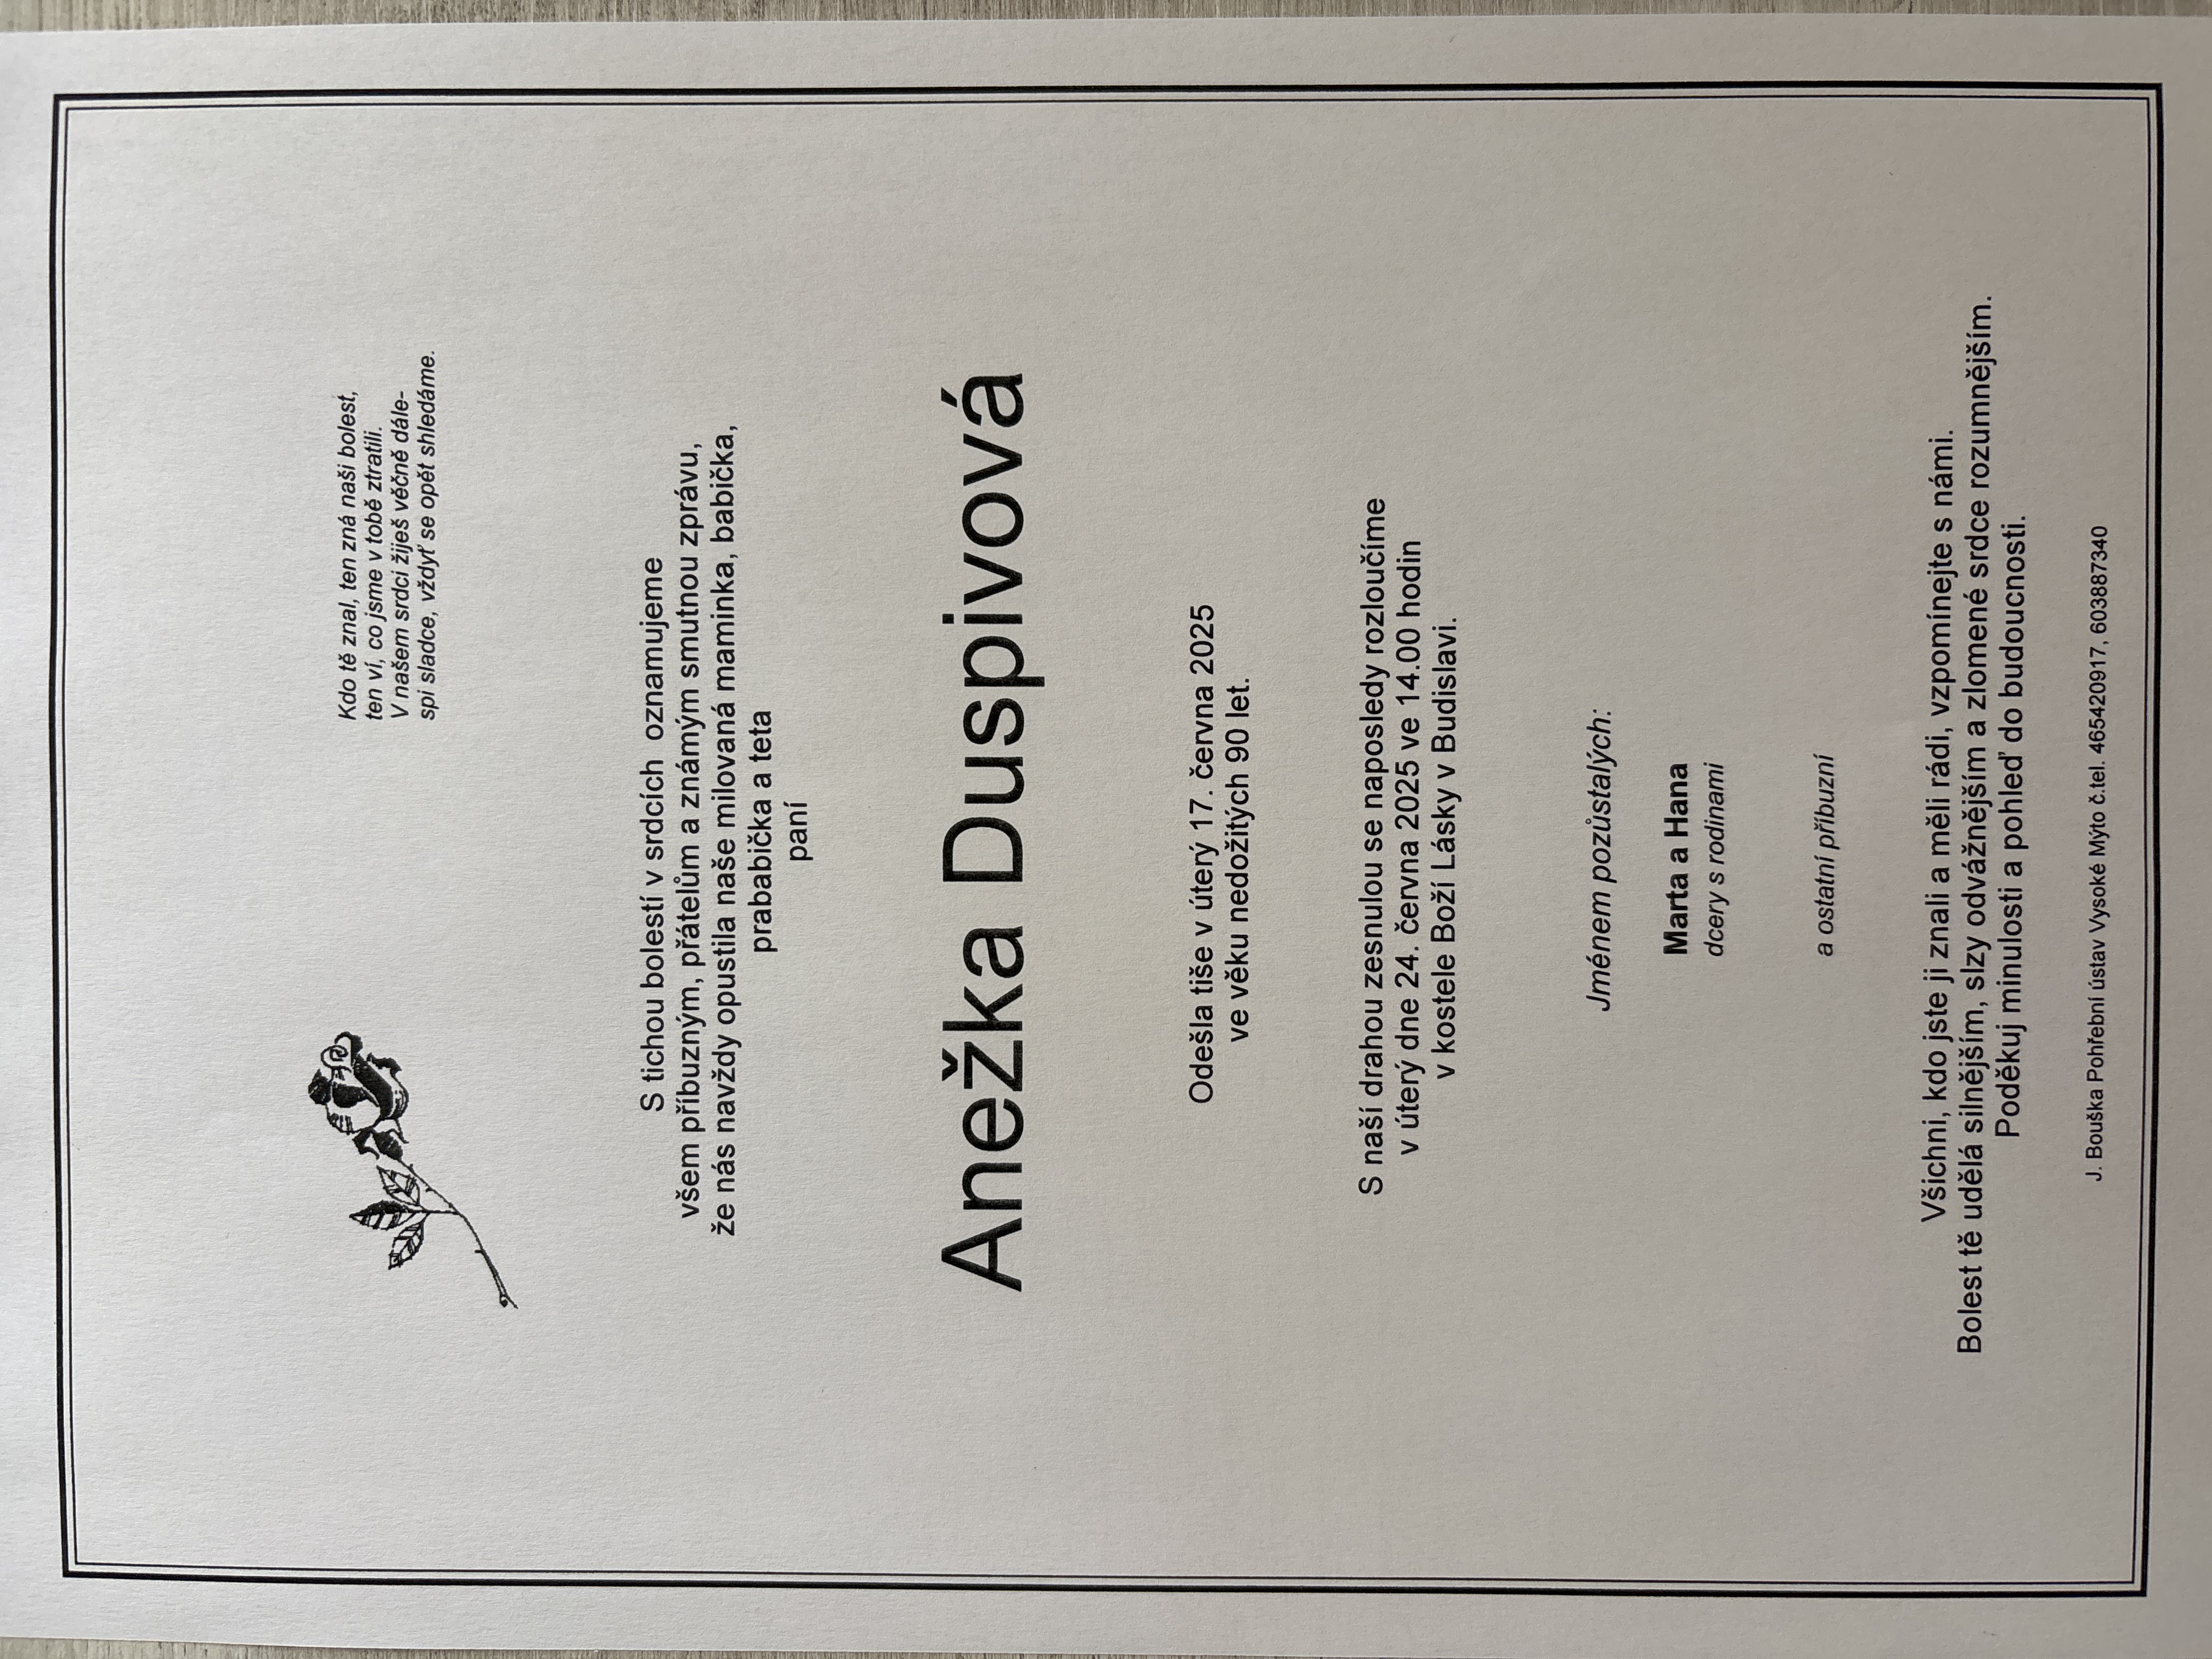 Kdo tě znal, ten zná naši bolest,
ten ví, co jsme v tobě ztratili.
V našem srdci žiješ věčně dále-
spi sladce, vždyť se opět shledáme.
S tichou bolestí v srdcích oznamujeme
všem příbuzným, přátelům a známým smutnou zprávu,
že nás navždy opustila naše milovaná maminka, babička,
prababička a teta
paní
Anežka Duspivová
Odešla tiše v úterý 17. června 2025
ve věku nedožitých 90 let.
S naší drahou zesnulou se naposledy rozloučíme
v úterý dne 24. června 2025 ve 14.00 hodin
v kostele Boží Lásky v Budislavi.
Jménem pozůstalých:
Marta a Hana
dcery s rodinami
a ostatní příbuzní
Všichni, kdo jste ji znali a měli rádi, vzpomínejte s námi.
Bolest tě udělá silnějším, slzy odvážnějším a zlomené srdce rozumnějším.
Poděkuj minulosti a pohleď do budoucnosti.
J. Bouška Pohřební ústav Vysoké Mýto č.tel. 465420917, 603887340